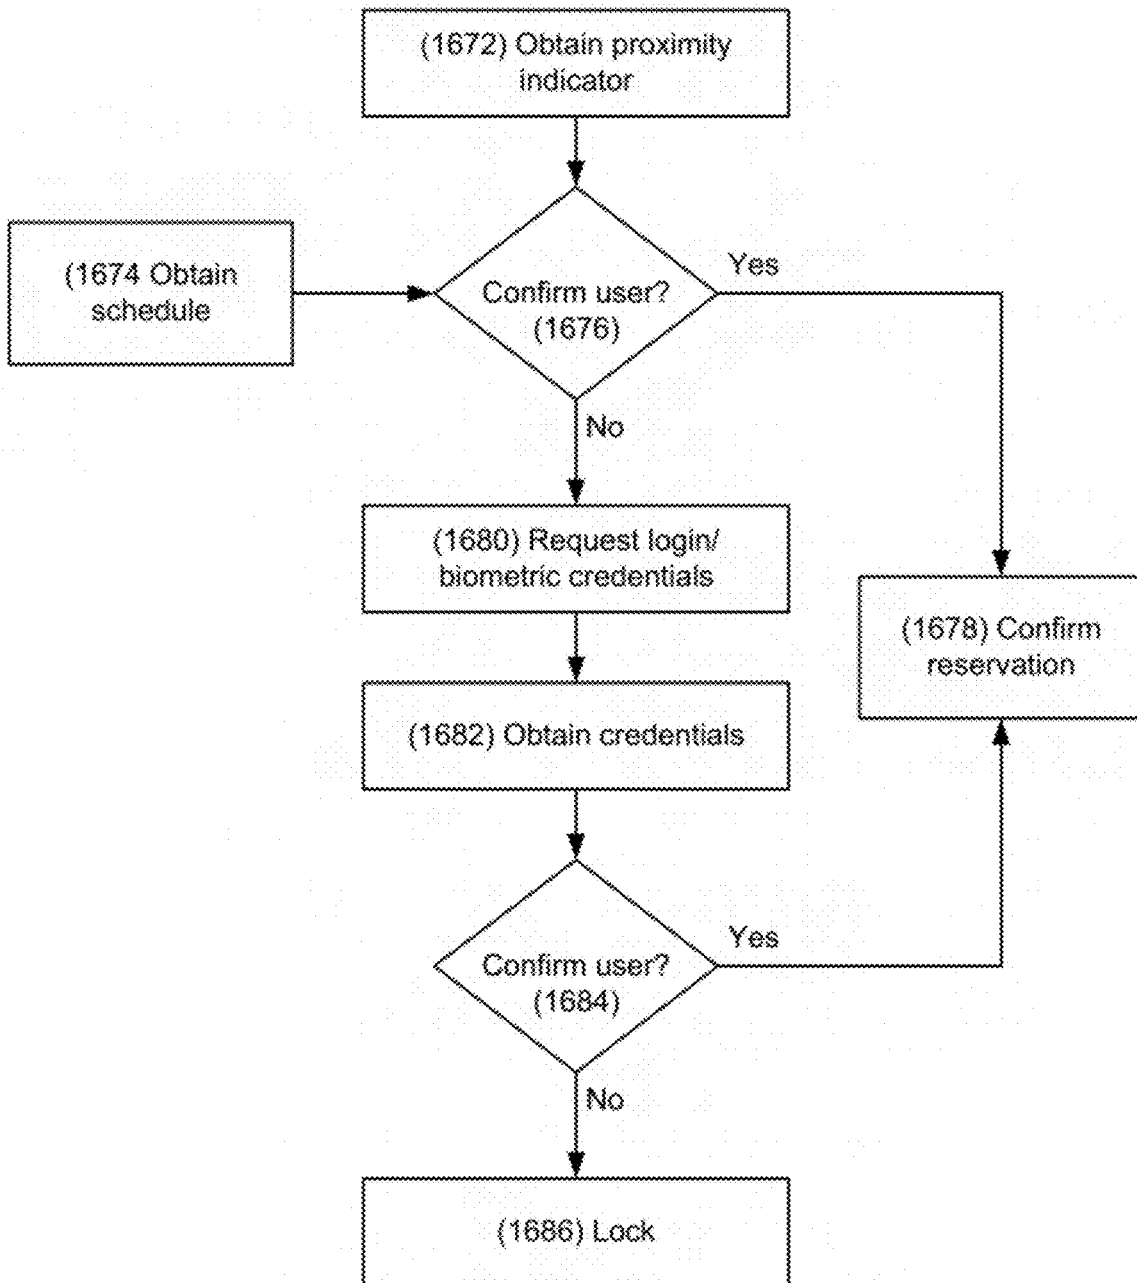 (1672) Obtain proximity
indicator
(1674 Obtain
schedule
Confirm user?
(1676)
Yes
No
(1680) Request login/
biometric credentials
(1678) Confirm
reservation
(1682) Obtain credentials
Confirm user?
(1684)
Yes
No
(1686) Lock